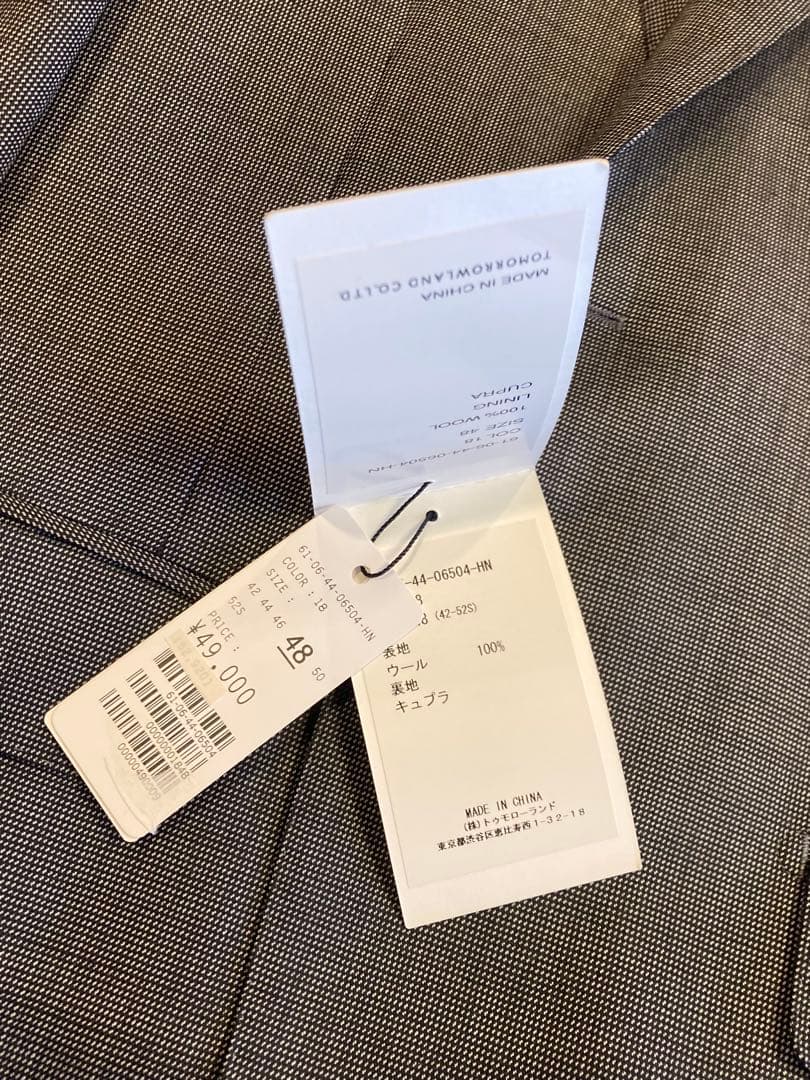 TOMORROWLAND CO.,LTD
MADE IN CHINA
61-06-44-06504-HN
COL 18
SIZE 48
100% WOOL
LINING
CUPRA
61-06-44-06504-HN
COLOR : 18
SIZE :
42 44 46 48 50
52S
PRICE :
¥49.000
61-06-44-06504
-44-06504-HN
(42-52S)
表地
ウール 100%
裏地
キュプラ
MADE IN CHINA
(株)トゥモローランド
東京都渋谷区恵比寿西1-32-18